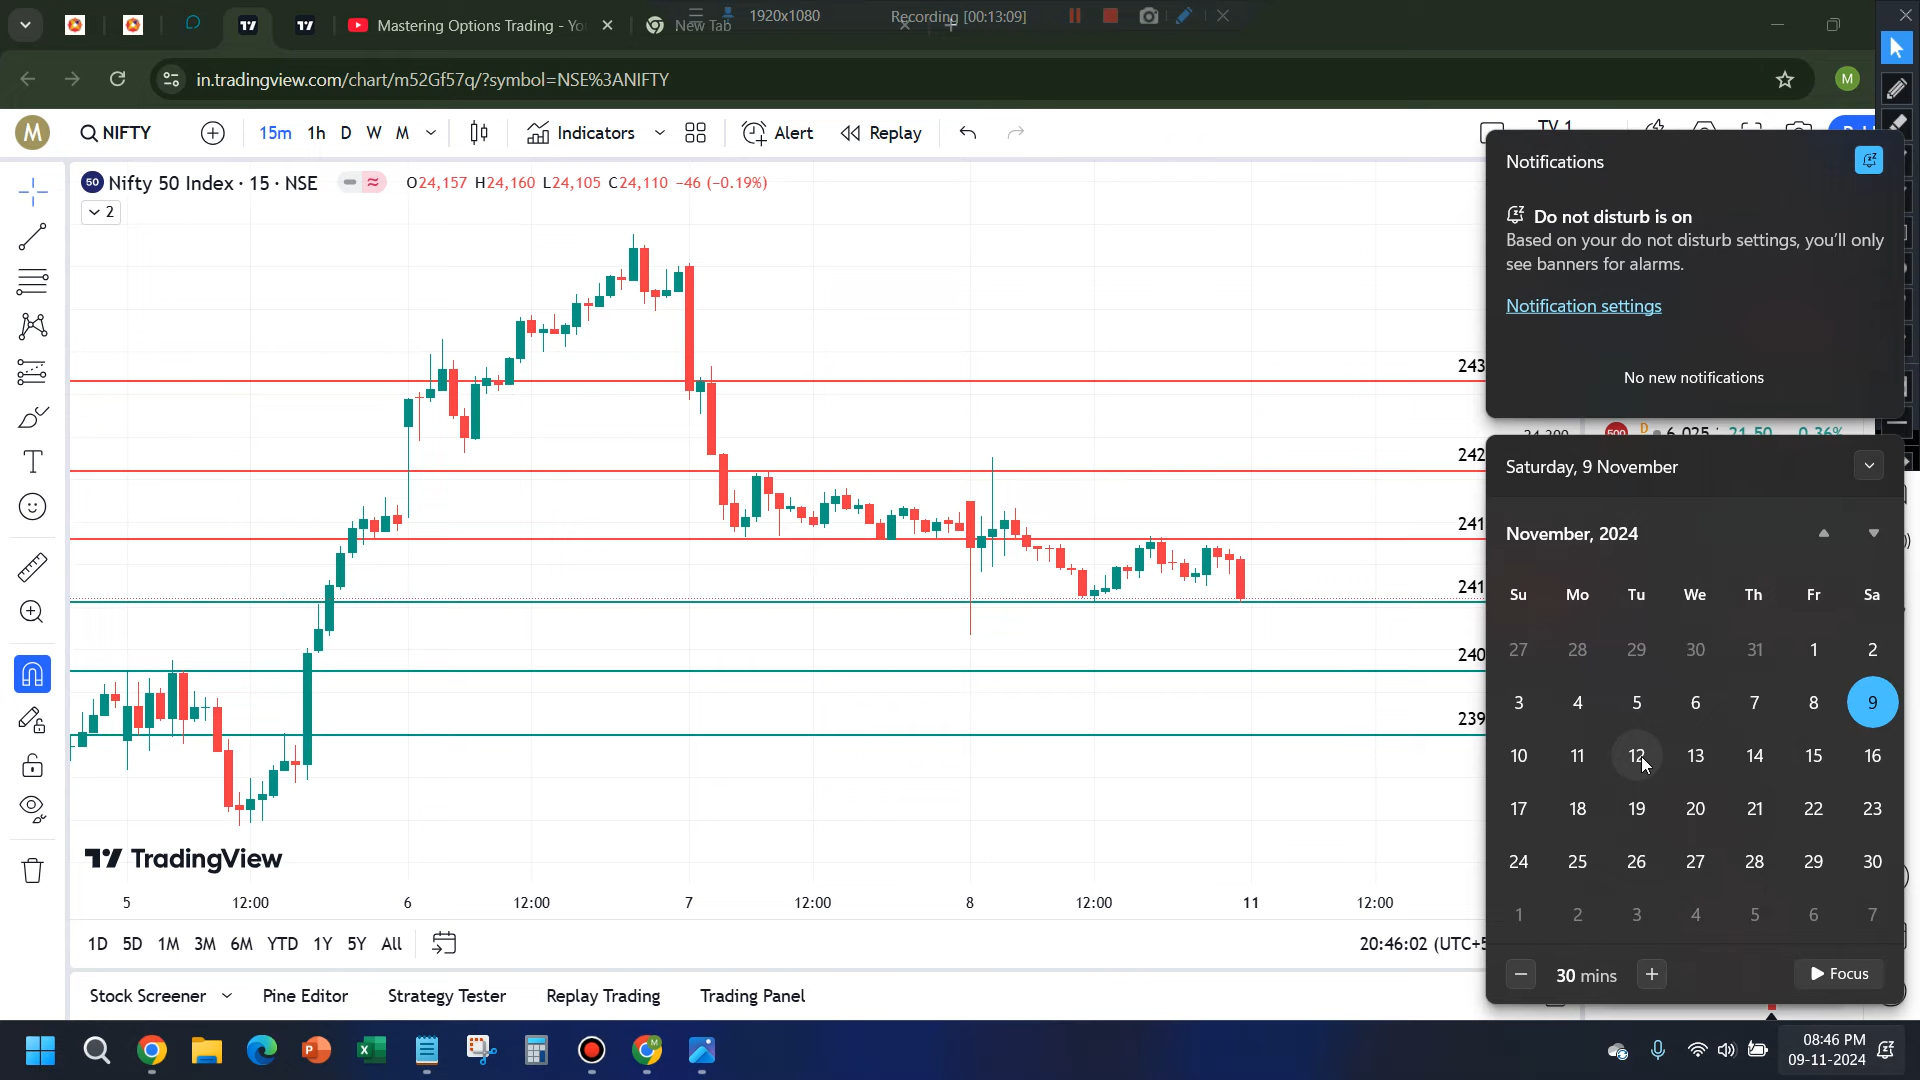 Mastering Options Trading - Yo
New Tab
1920x1080
Recording [00:13:09]
in.tradingview.com/chart/m52Gf57q/?symbol=NSE%3ANIFTY
M
M
NIFTY
15m 1h D W M
Indicators
Alert
Replay
50 Nifty 50 Index · 15 · NSE
O24,157 H24,160 L24,105 C24,110 −46 (−0.19%)
2
243
242
241
241
240
239
TradingView
5 12:00 6 12:00 7 12:00 8 12:00 11 12:00
1D 5D 1M 3M 6M YTD 1Y 5Y All
20:46:02 (UTC+5
Stock Screener
Pine Editor
Strategy Tester
Replay Trading
Trading Panel
Notifications
Do not disturb is on
Based on your do not disturb settings, you'll only
see banners for alarms.
Notification settings
No new notifications
Saturday, 9 November
November, 2024
Su Mo Tu We Th Fr Sa
27 28 29 30 31 1 2
3 4 5 6 7 8 9
10 11 12 13 14 15 16
17 18 19 20 21 22 23
24 25 26 27 28 29 30
1 2 3 4 5 6 7
30 mins
Focus
08:46 PM
09-11-2024